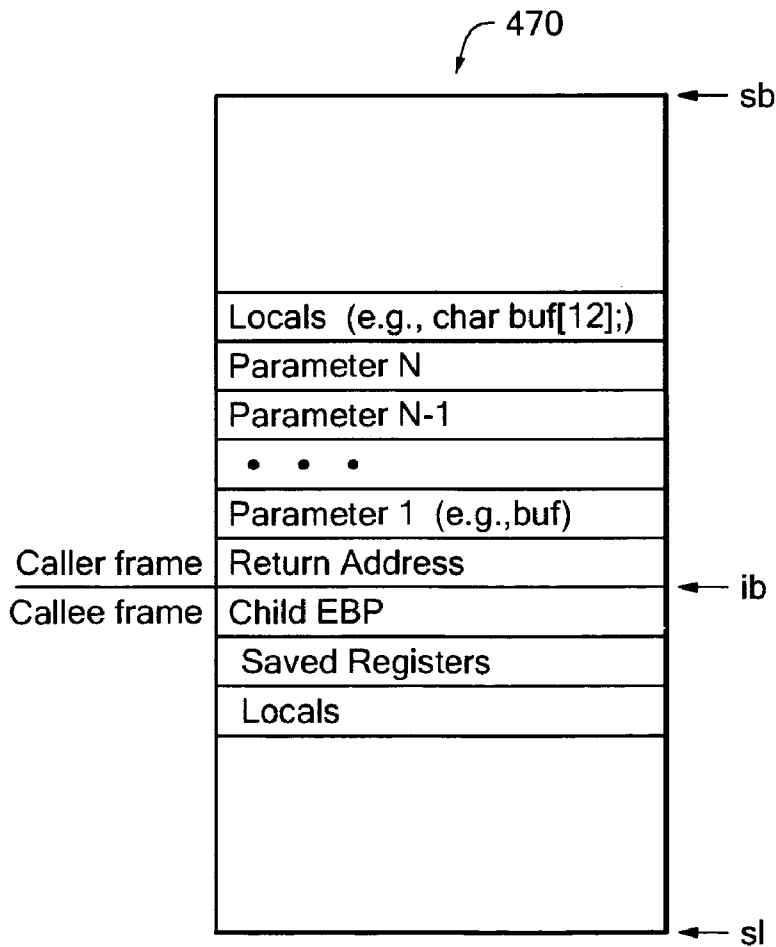 470
sb
Locals (e.g., char buf[12];)
Parameter N
Parameter N-1
• • •
Parameter 1 (e.g.,buf)
Caller frame Return Address
ib
Callee frame Child EBP
Saved Registers
Locals
sl